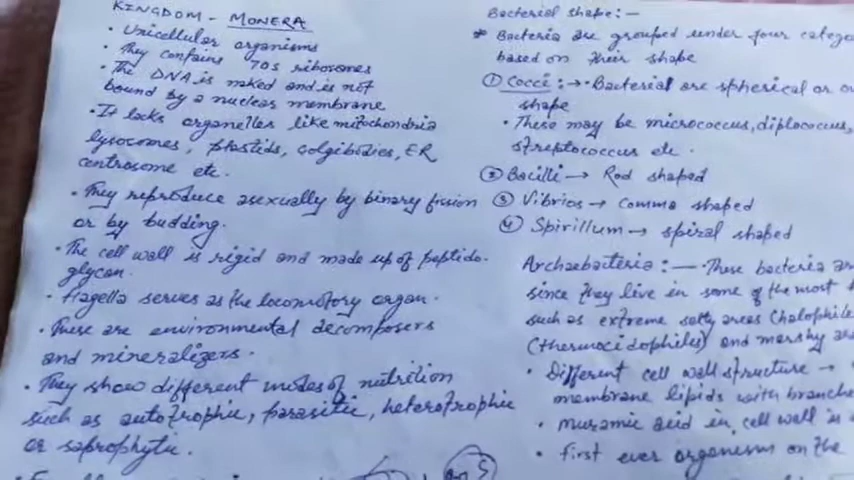 KINGDOM - MONERA
• Unicellular organisms
• They contains 70s ribosomes
• The DNA is naked and is not
bound by a nuclear membrane
• It lacks organelles like mitochondria
lysocomes, plastids, golgibodies, ER
centrosome etc.
• They reproduce asexually by binary fission
or by budding.
• The cell wall is rigid and made up of peptido-
glycan.
• flagella serves as the locomotory organ.
• These are environmental decomposers
and mineralizers.
• They show different modes of nutrition
such as autotrophic, parasitic, heterotrophic
or saprophytic.
Bacterial shape:—
* Bacteria are grouped under four
based on their shape
① Cocci:→ • Bacterial are spherical or
shape
• These may be micrococcus, diplococcus,
streptococcus etc.
② Bacilli → Rod shaped
③ Vibrios → Comma shaped
④ Spirillum → spiral shaped
Archaebacteria:— • These bacteria
since they live in some of the most
such as extreme salty areas
(thermoacidophiles) and marshy
• Different cell wall structure →
membrane lipids with
• muramic acid in cell wall is
• first ever organisms on the